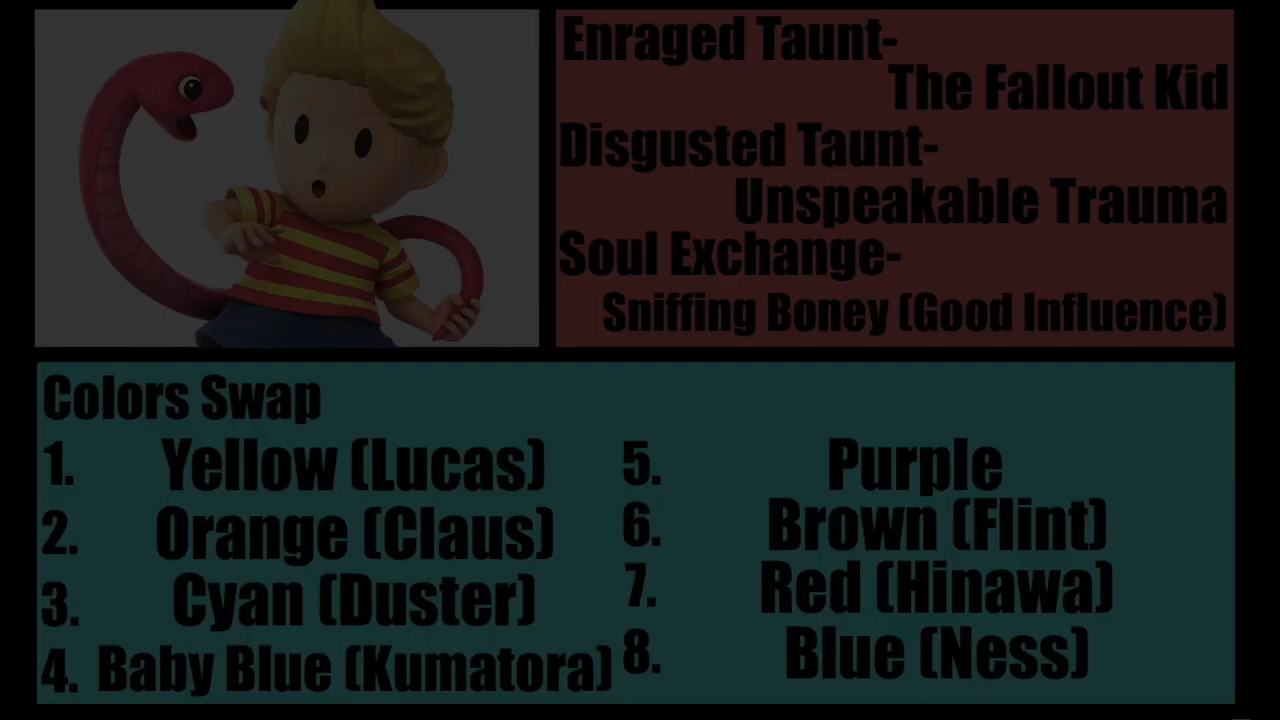 Enraged Taunt-
The Fallout Kid
Disgusted Taunt-
Unspeakable Trauma
Soul Exchange-
Sniffing Boney (Good Influence)
Colors Swap
1. Yellow (Lucas)
2. Orange (Claus)
3. Cyan (Duster)
4. Baby Blue (Kumatora)
5. Purple
6. Brown (Flint)
7. Red (Hinawa)
8. Blue (Ness)